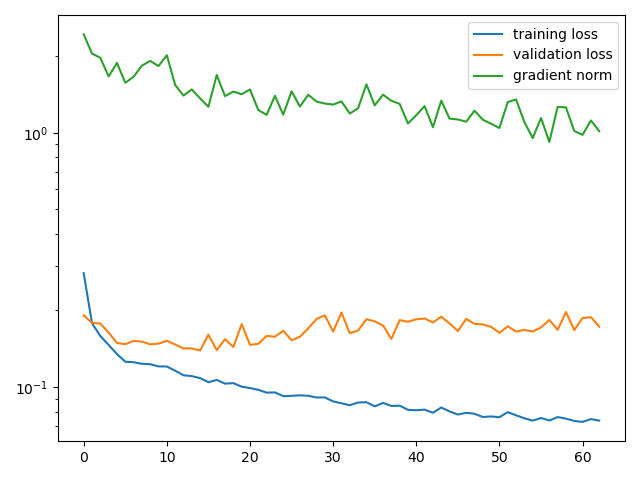 training loss
validation loss
gradient norm
10⁰
10⁻¹
0 10 20 30 40 50 60